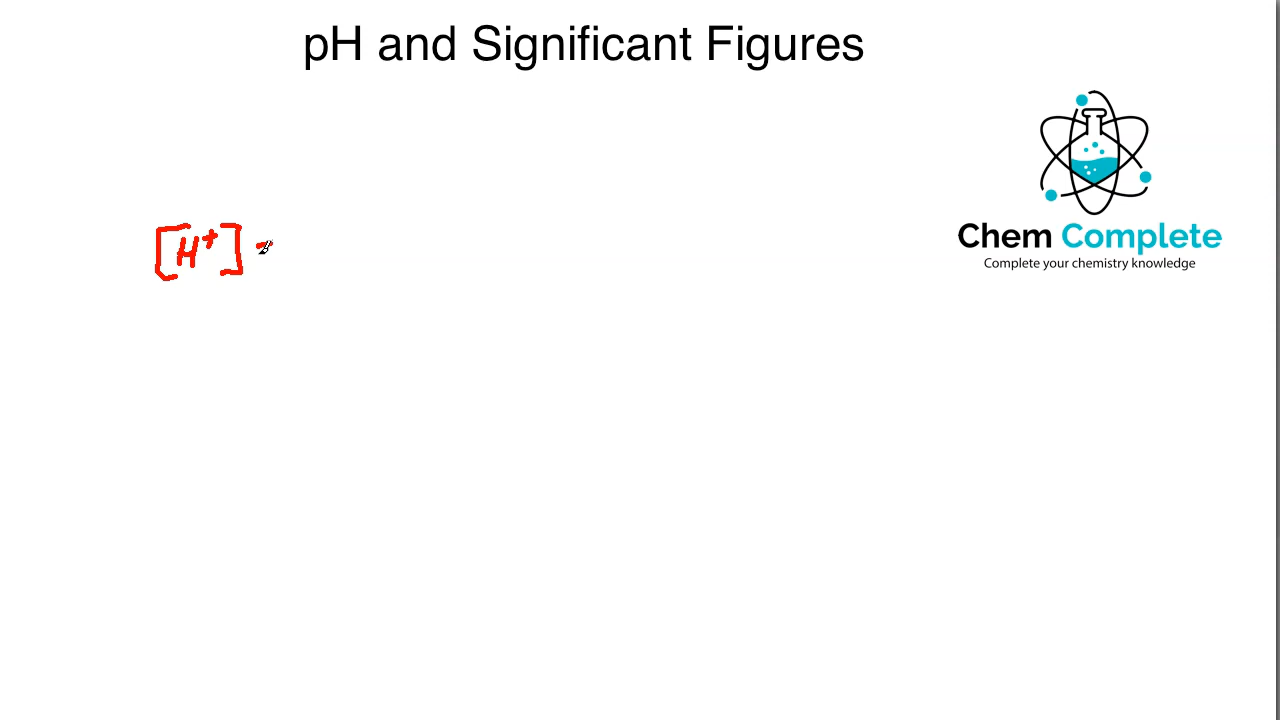 pH and Significant Figures
[H⁺] =
Chem Complete
Complete your chemistry knowledge